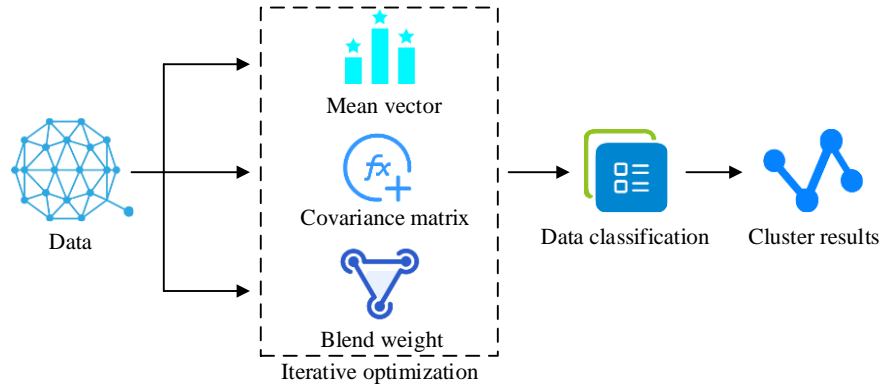 Data
Mean vector
fx
Covariance matrix
Blend weight
Iterative optimization
Data classification
Cluster results